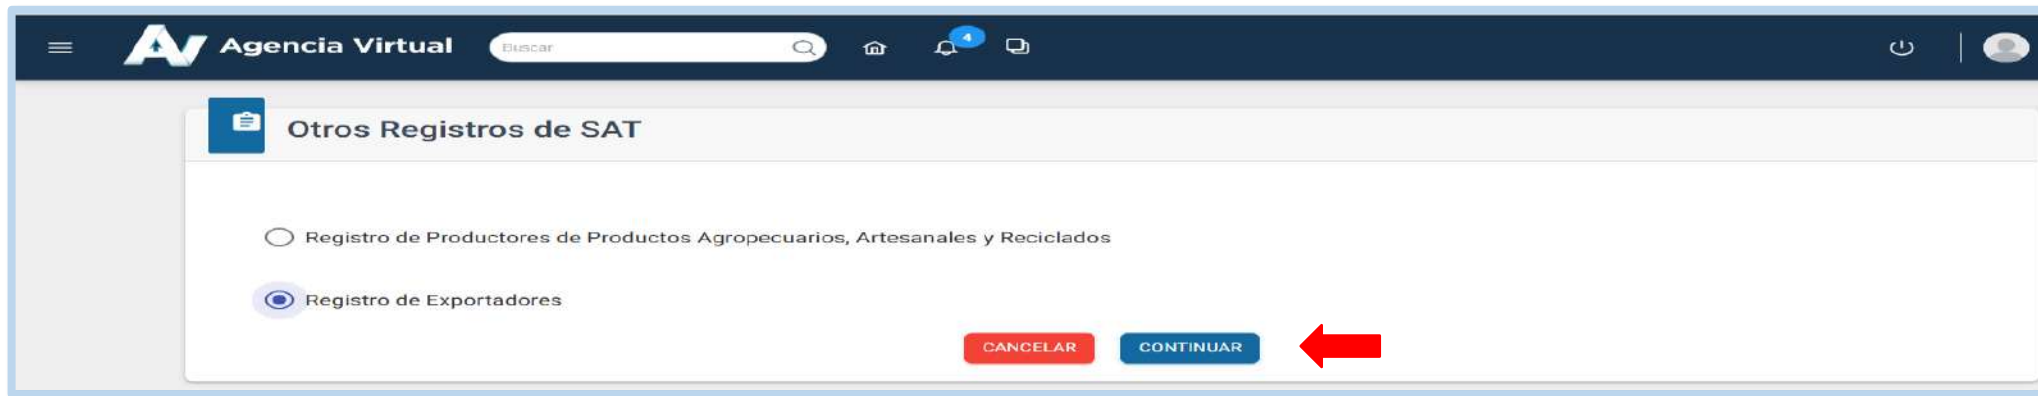 Agencia Virtual
Buscar
4
Otros Registros de SAT
Registro de Productores de Productos Agropecuarios, Artesanales y Reciclados
Registro de Exportadores
CANCELAR
CONTINUAR